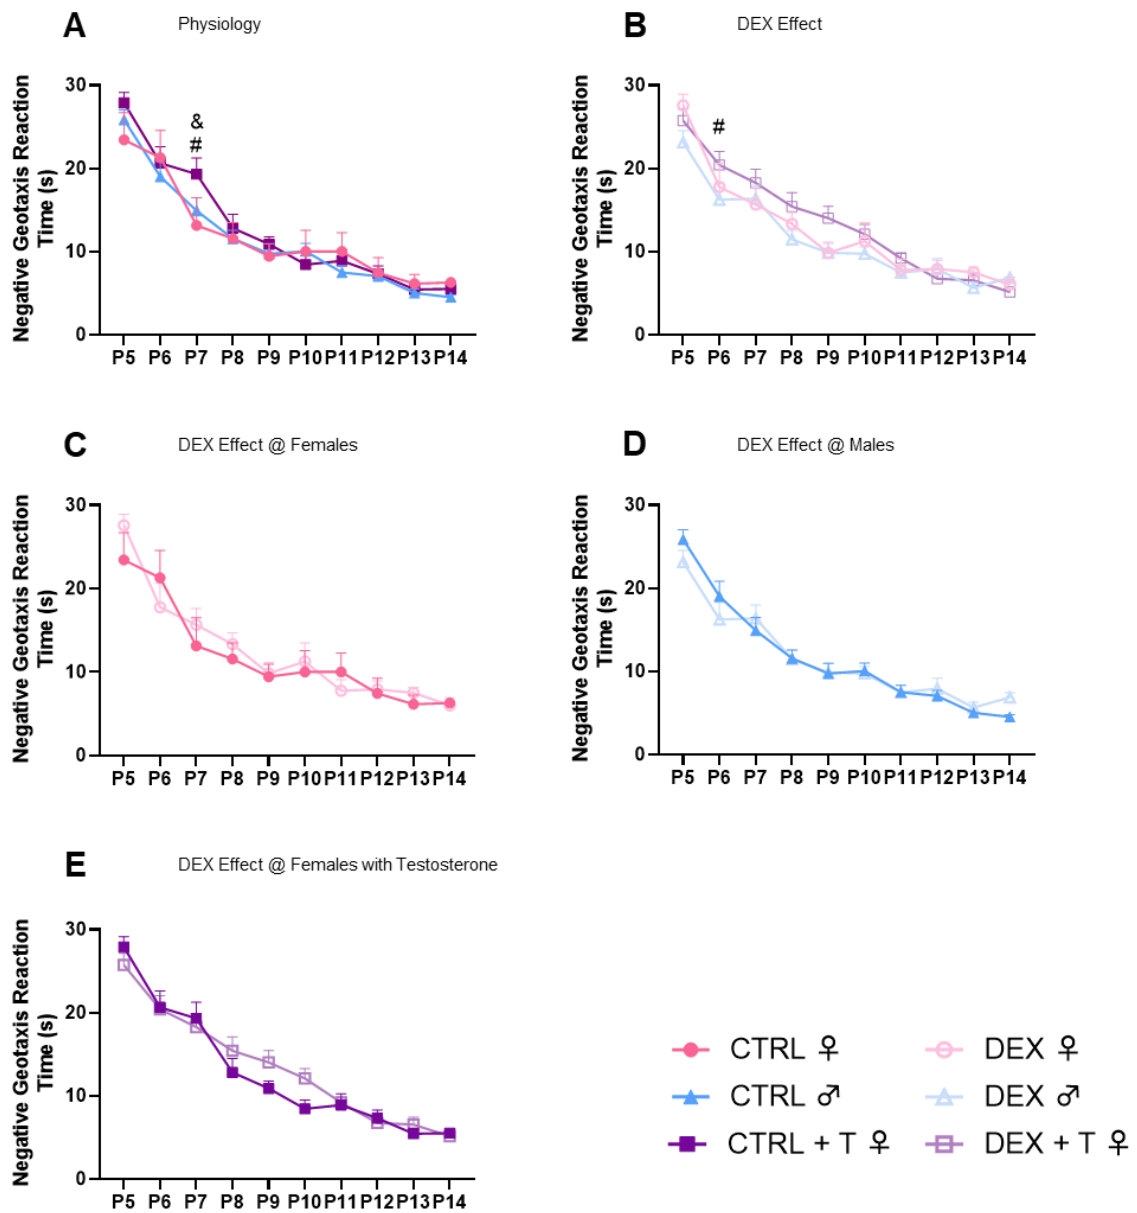 A Physiology
Negative Geotaxis Reaction
Time (s)
30
20
10
0
&
#
P5 P6 P7 P8 P9 P10 P11 P12 P13 P14
B DEX Effect
Negative Geotaxis Reaction
Time (s)
30
20
10
0
#
P5 P6 P7 P8 P9 P10 P11 P12 P13 P14
C DEX Effect @ Females
Negative Geotaxis Reaction
Time (s)
30
20
10
0
P5 P6 P7 P8 P9 P10 P11 P12 P13 P14
D DEX Effect @ Males
Negative Geotaxis Reaction
Time (s)
30
20
10
0
P5 P6 P7 P8 P9 P10 P11 P12 P13 P14
E DEX Effect @ Females with Testosterone
Negative Geotaxis Reaction
Time (s)
30
20
10
0
P5 P6 P7 P8 P9 P10 P11 P12 P13 P14
CTRL ♀
DEX ♀
CTRL ♂
DEX ♂
CTRL + T ♀
DEX + T ♀